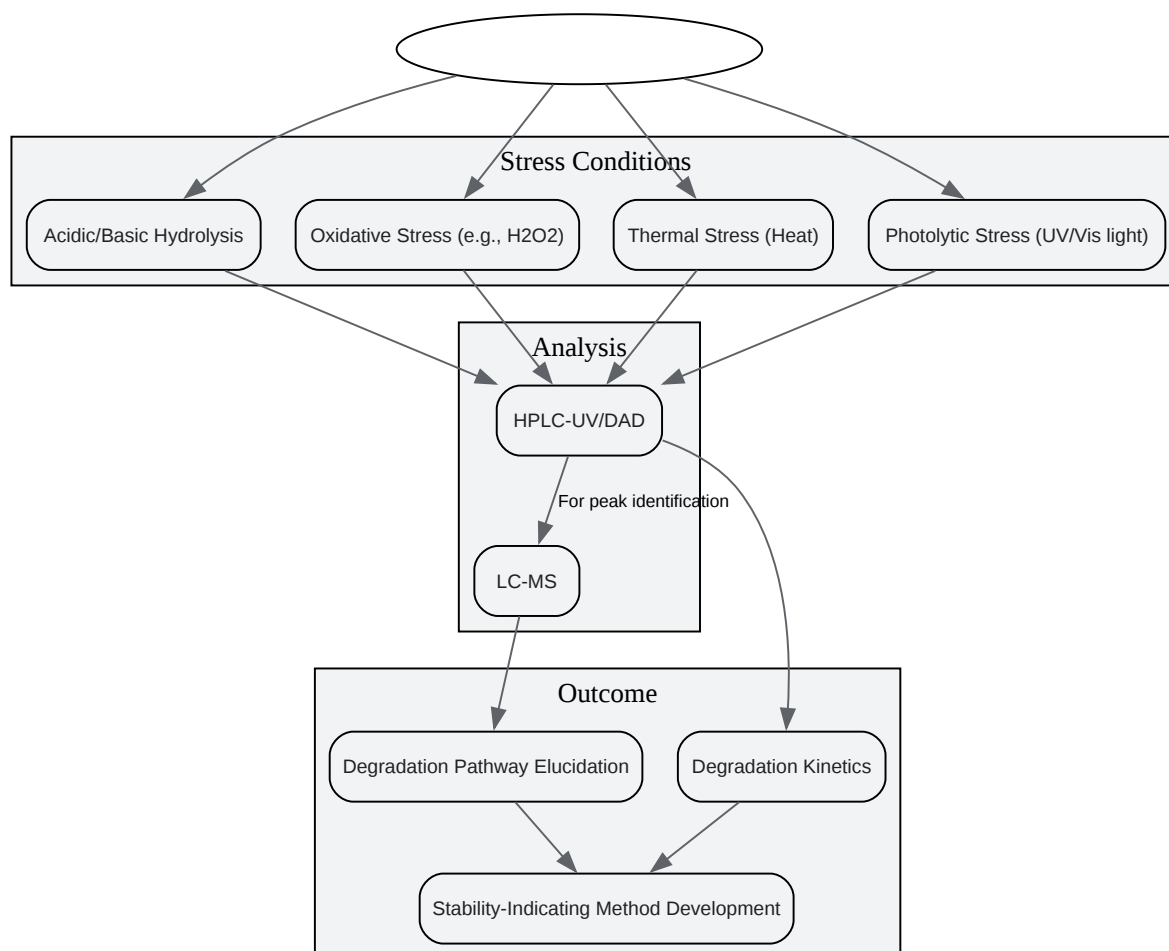 Stress Conditions
Acidic/Basic Hydrolysis
Oxidative Stress (e.g., H2O2)
Thermal Stress (Heat)
Photolytic Stress (UV/Vis light)
Analysis
HPLC-UV/DAD
For peak identification
LC-MS
Outcome
Degradation Pathway Elucidation
Degradation Kinetics
Stability-Indicating Method Development